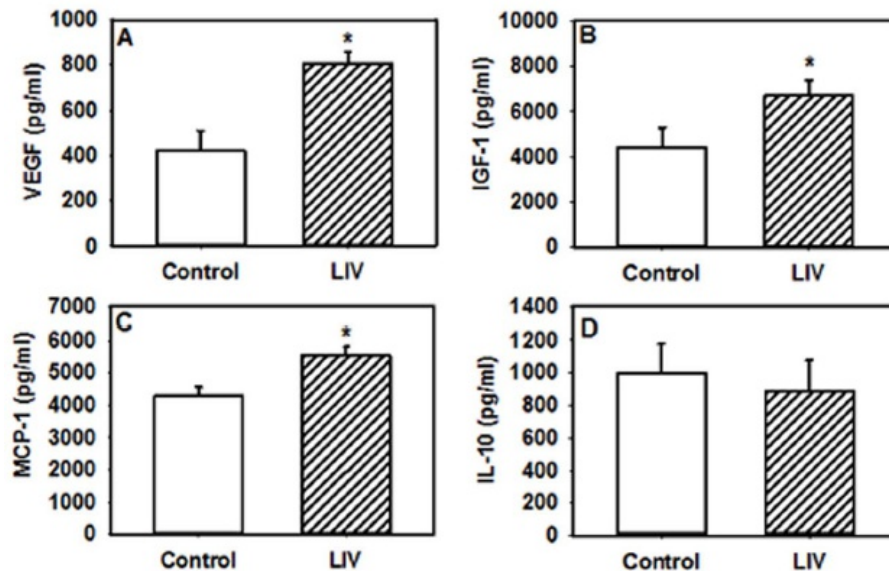 A
VEGF (pg/ml)
1000
800
600
400
200
0
*
Control LIV
B
IGF-1 (pg/ml)
10000
8000
6000
4000
2000
0
*
Control LIV
C
MCP-1 (pg/ml)
7000
6000
5000
4000
3000
2000
1000
0
*
Control LIV
D
IL-10 (pg/ml)
1400
1200
1000
800
600
400
200
0
Control LIV